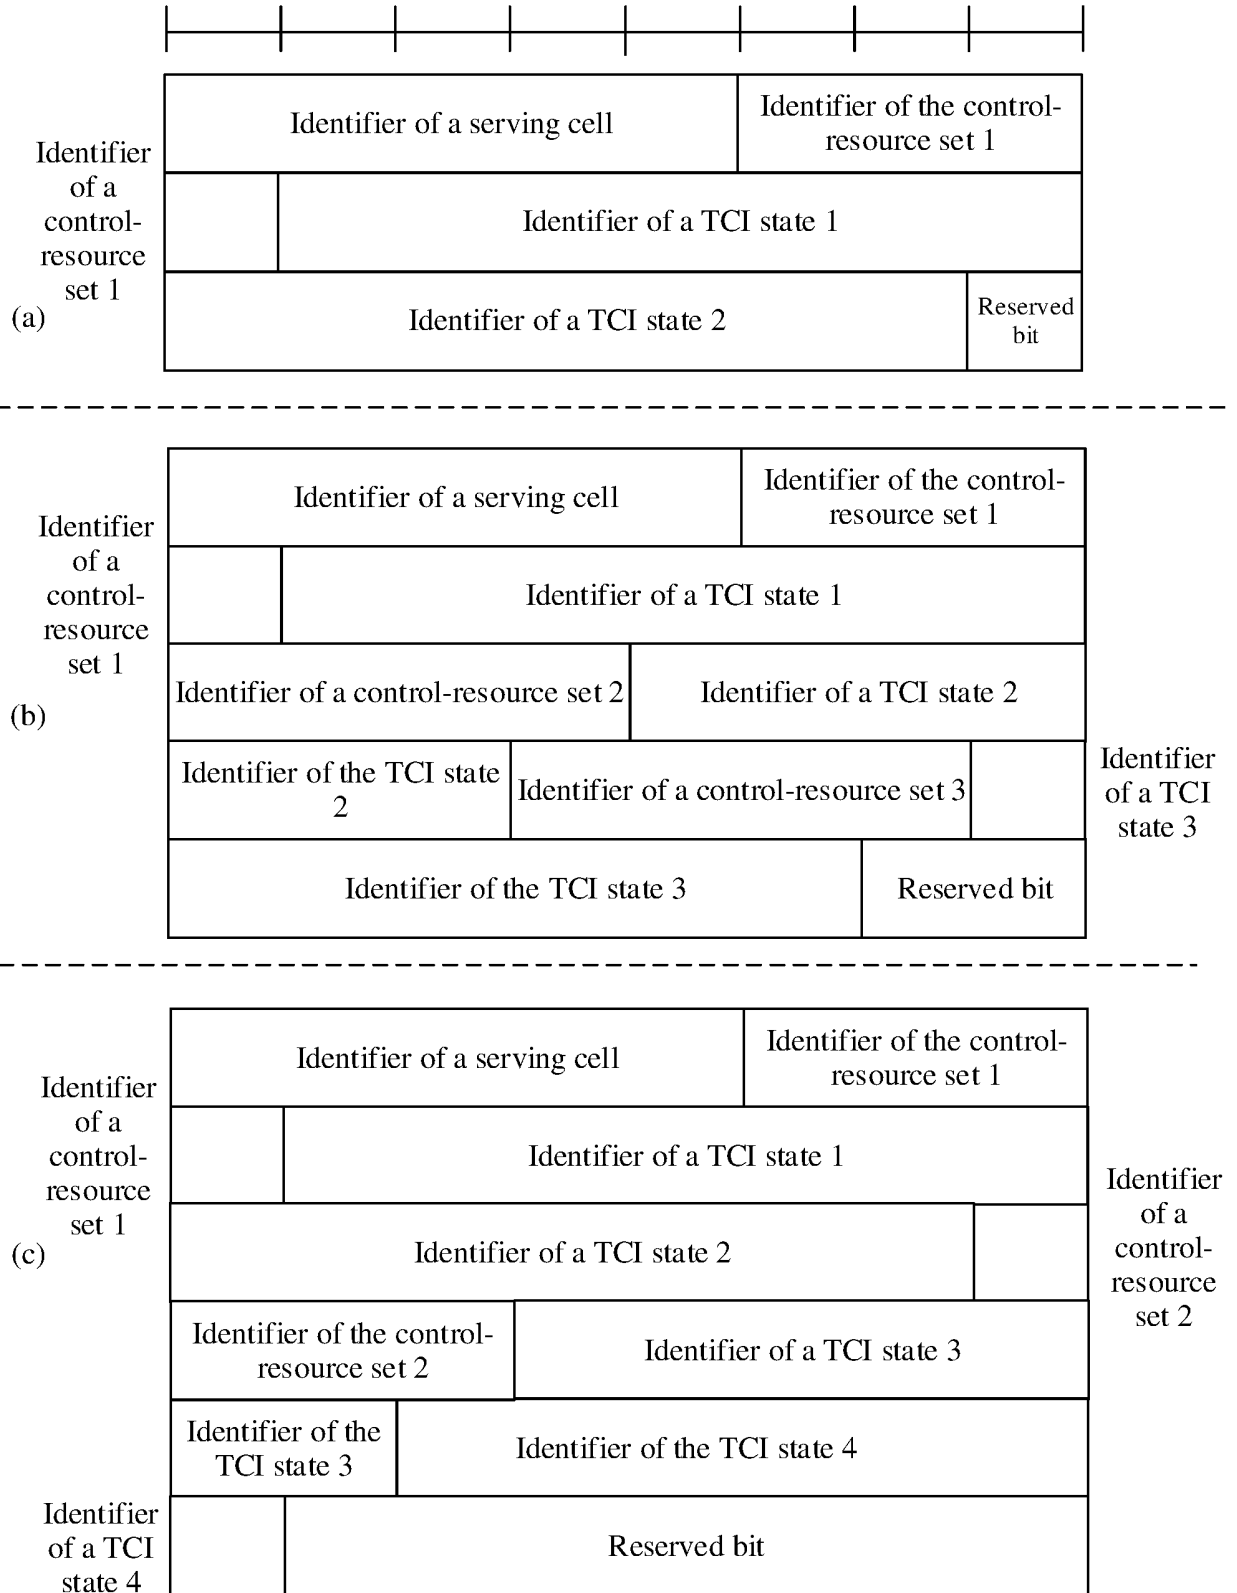 Identifier of a serving cell
Identifier of the control-
resource set 1
Identifier
of a
control-
resource
set 1
Identifier of a TCI state 1
(a)
Identifier of a TCI state 2
Reserved
bit
Identifier of a serving cell
Identifier of the control-
resource set 1
Identifier
of a
control-
resource
set 1
Identifier of a TCI state 1
(b)
Identifier of a control-resource set 2
Identifier of a TCI state 2
Identifier of the TCI state
2
Identifier of a control-resource set 3
Identifier
of a TCI
state 3
Identifier of the TCI state 3
Reserved bit
Identifier of a serving cell
Identifier of the control-
resource set 1
Identifier
of a
control-
resource
set 1
Identifier of a TCI state 1
(c)
Identifier of a TCI state 2
Identifier
of a
control-
resource
set 2
Identifier of the control-
resource set 2
Identifier of a TCI state 3
Identifier of the
TCI state 3
Identifier of the TCI state 4
Identifier
of a TCI
state 4
Reserved bit